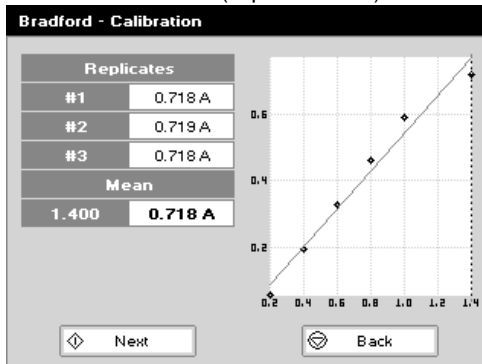 Bradford - Calibration
Replicates
#1 0.718 A
#2 0.719 A
#3 0.718 A
Mean
1.400 0.718 A
0.6
0.4
0.2
0.2 0.4 0.6 0.8 1.0 1.2 1.4
Next
Back